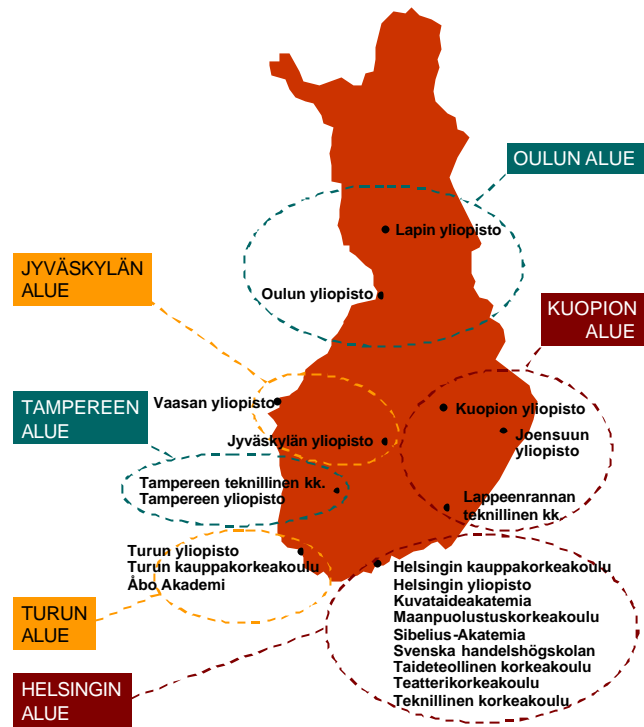 OULUN ALUE
Lapin yliopisto
JYVÄSKYLÄN
ALUE
Oulun yliopisto
KUOPION
ALUE
Vaasan yliopisto
Kuopion yliopisto
TAMPEREEN
ALUE
Joensuun
yliopisto
Jyväskylän yliopisto
Tampereen teknillinen kk.
Tampereen yliopisto
Lappeenrannan
teknillinen kk.
Turun yliopisto
Turun kauppakorkeakoulu
Åbo Akademi
TURUN
ALUE
Helsingin kauppakorkeakoulu
Helsingin yliopisto
Kuvataideakatemia
Maanpuolustuskorkeakoulu
Sibelius-Akatemia
Svenska handelshögskolan
Taideteollinen korkeakoulu
Teatterikorkeakoulu
Teknillinen korkeakoulu
HELSINGIN
ALUE